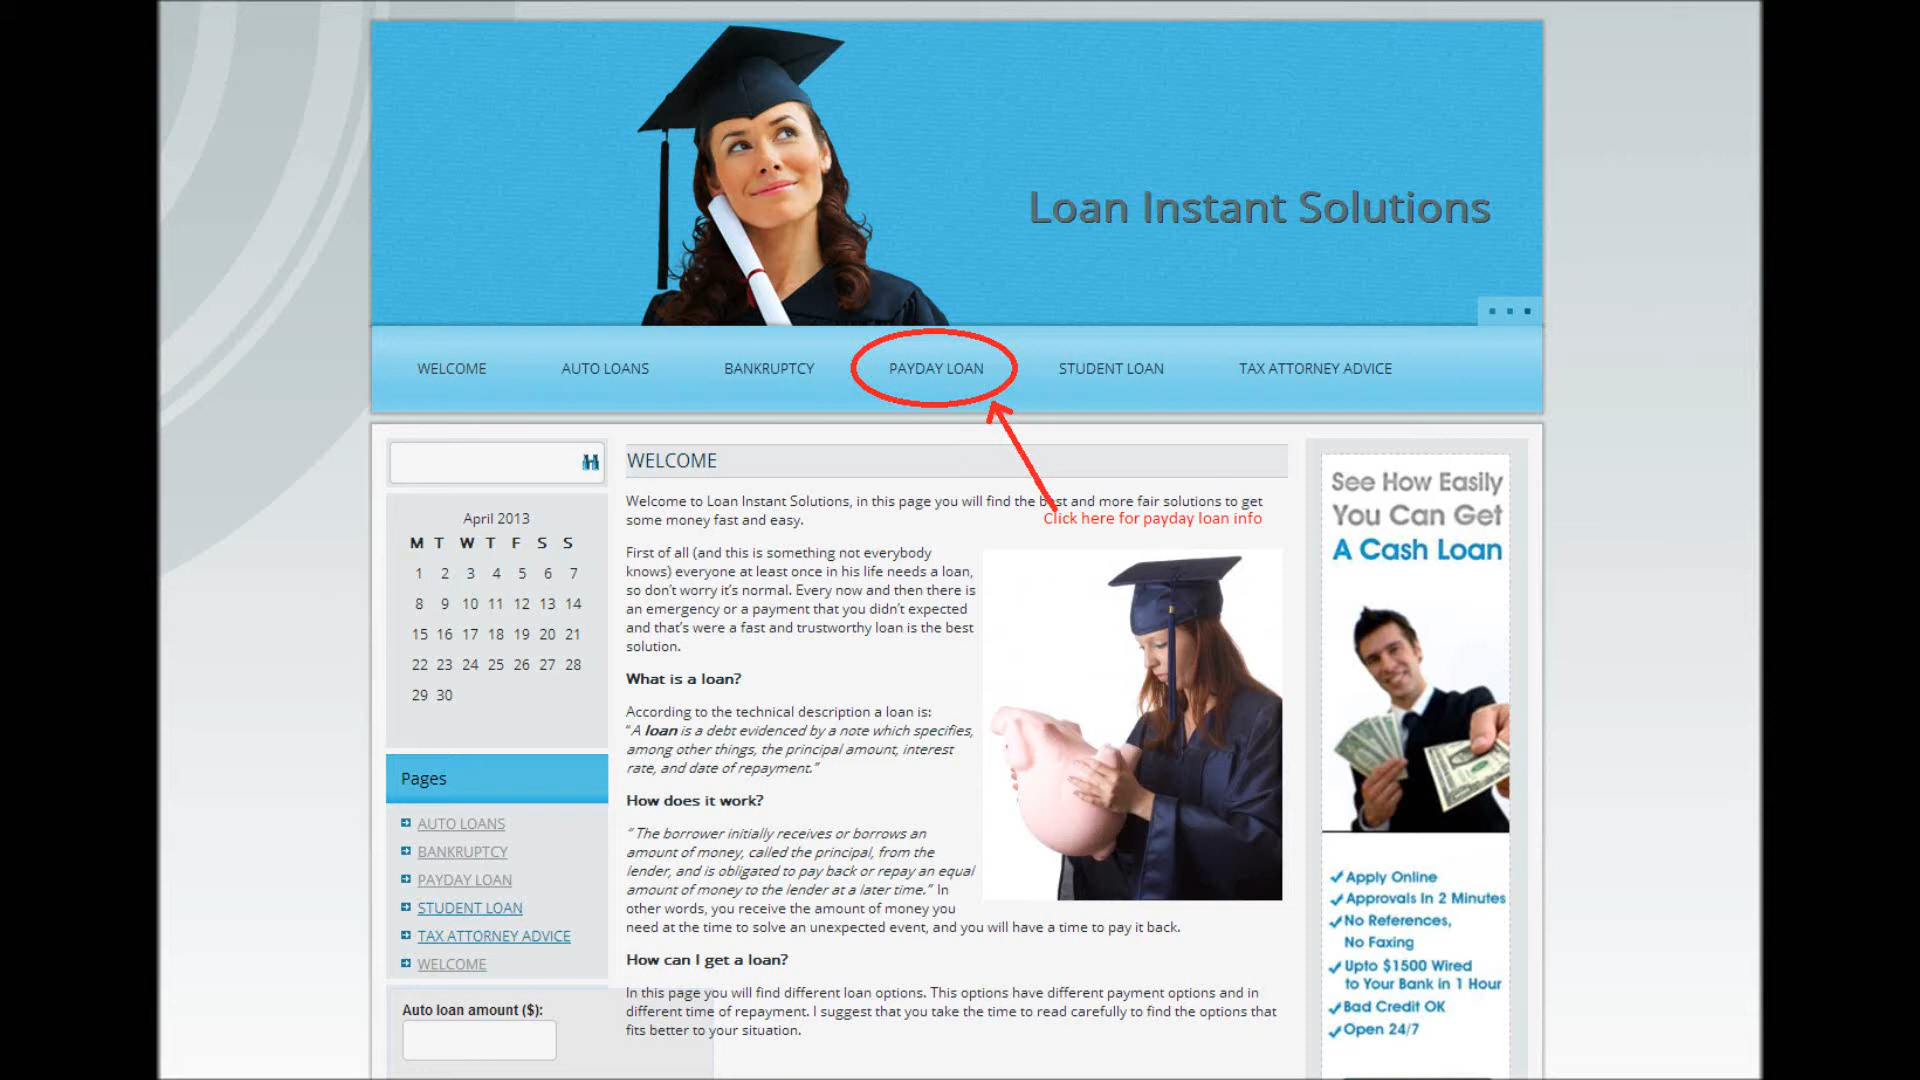 Loan Instant Solutions
WELCOME
AUTO LOANS
BANKRUPTCY
PAYDAY LOAN
STUDENT LOAN
TAX ATTORNEY ADVICE
April 2013
M T W T F S S
1 2 3 4 5 6 7
8 9 10 11 12 13 14
15 16 17 18 19 20 21
22 23 24 25 26 27 28
29 30
Pages
AUTO LOANS
BANKRUPTCY
PAYDAY LOAN
STUDENT LOAN
TAX ATTORNEY ADVICE
WELCOME
Auto loan amount ($):
WELCOME
Welcome to Loan Instant Solutions, in this page you will find the best and more fair solutions to get
some money fast and easy.
Click here for payday loan info
First of all (and this is something not everybody
knows) everyone at least once in his life needs a loan,
so don't worry it's normal. Every now and then there is
an emergency or a payment that you didn't expected
and that's were a fast and trustworthy loan is the best
solution.
What is a loan?
According to the technical description a loan is:
"A loan is a debt evidenced by a note which specifies,
among other things, the principal amount, interest
rate, and date of repayment."
How does it work?
" The borrower initially receives or borrows an
amount of money, called the principal, from the
lender, and is obligated to pay back or repay an equal
amount of money to the lender at a later time." In
other words, you receive the amount of money you
need at the time to solve an unexpected event, and you will have a time to pay it back.
How can I get a loan?
In this page you will find different loan options. This options have different payment options and in
different time of repayment. I suggest that you take the time to read carefully to find the options that
fits better to your situation.
See How Easily
You Can Get
A Cash Loan
Apply Online
Approvals In 2 Minutes
No References,
No Faxing
Upto $1500 Wired
to Your Bank in 1 Hour
Bad Credit OK
Open 24/7